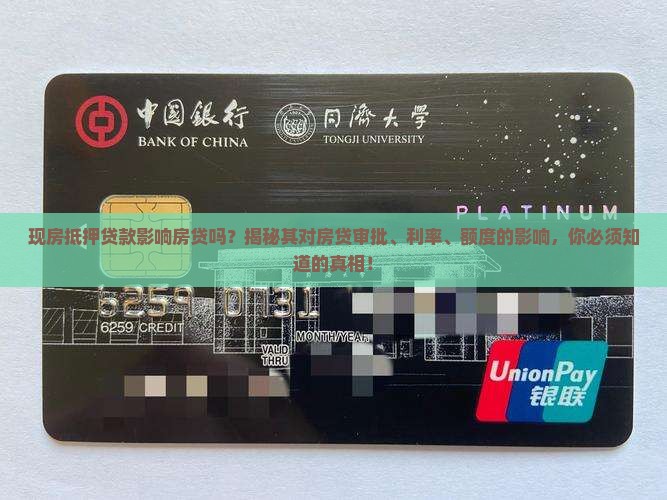 中国银行
BANK OF CHINA
同濟大学
TONGJI UNIVERSITY
PLATINUM
现房抵押贷款影响房贷吗？揭秘其对房贷审批、利率、额度的影响，你必须知
道的真相！
6259 0731
6259 CREDIT
MONTH/YEAR
VALID
THRU
UnionPay
银联